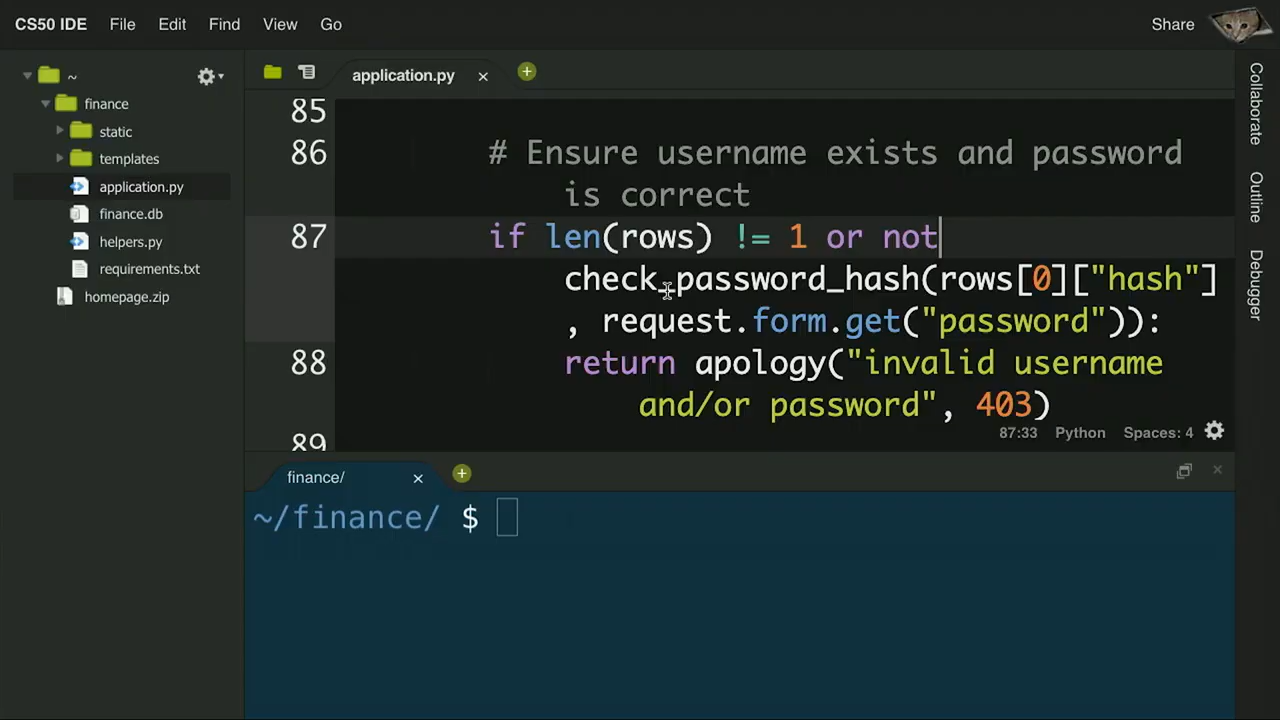 CS50 IDE File Edit Find View Go Share
~
finance
static
templates
application.py
finance.db
helpers.py
requirements.txt
homepage.zip
application.py
85
86 # Ensure username exists and password
is correct
87 if len(rows) != 1 or not
check_password_hash(rows[0]["hash"]
, request.form.get("password")):
88 return apology("invalid username
and/or password", 403)
89
87:33 Python Spaces: 4
finance/
~/finance/ $
Collaborate
Outline
Debugger